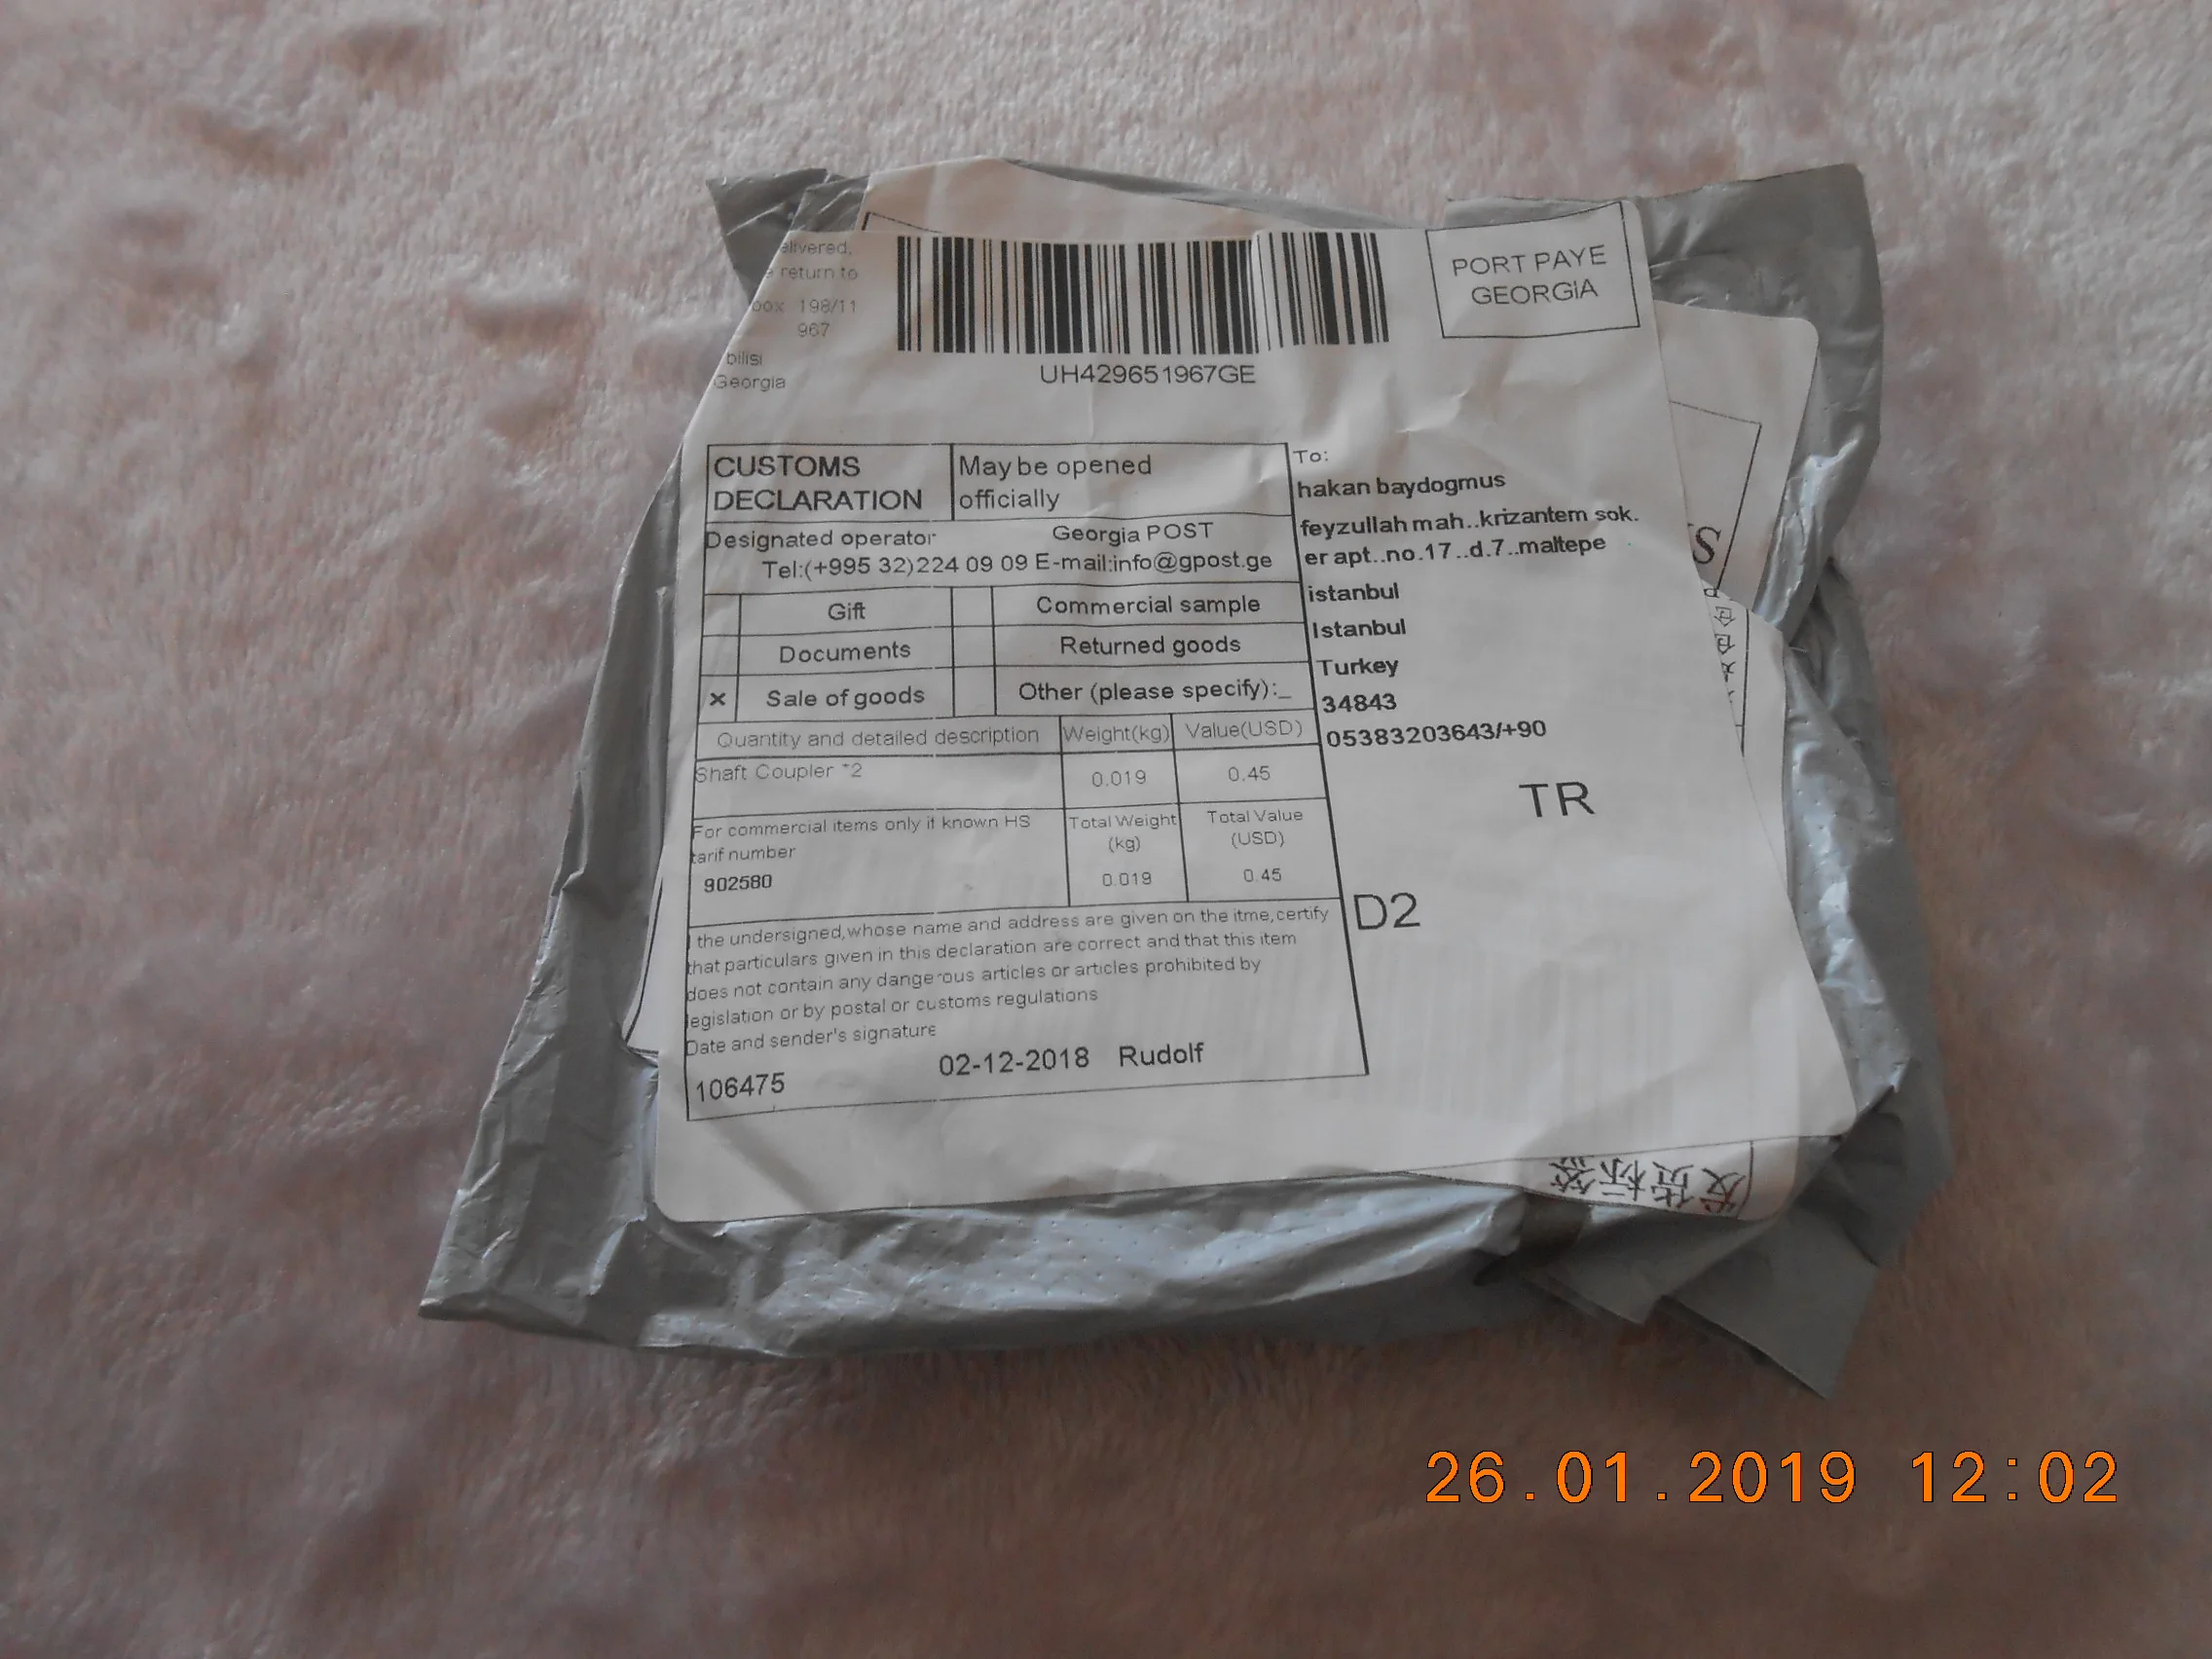 elivered,
e return to
box 198/11
967
bilisi
Georgia
UH429651967GE
PORT PAYE
GEORGIA
CUSTOMS
DECLARATION
May be opened
officially
Designated operator Georgia POST
Tel:(+995 32)224 09 09 E-mail:info@gpost.ge
Gift
Commercial sample
Documents
Returned goods
x Sale of goods
Other (please specify):_
Quantity and detailed description Weight(kg) Value(USD)
Shaft Coupler *2 0.019 0.45
For commercial items only if known HS
tarif number
902580
Total Weight
(kg)
0.019
Total Value
(USD)
0.45
I the undersigned,whose name and address are given on the itme,certify
that particulars given in this declaration are correct and that this item
does not contain any dangerous articles or articles prohibited by
legislation or by postal or customs regulations
Date and sender's signature
02-12-2018 Rudolf
106475
To:
hakan baydogmus
feyzullah mah..krizantem sok.
er apt..no.17..d.7..maltepe
istanbul
Istanbul
Turkey
34843
05383203643/+90
TR
D2
S
发货标签
26.01.2019 12:02